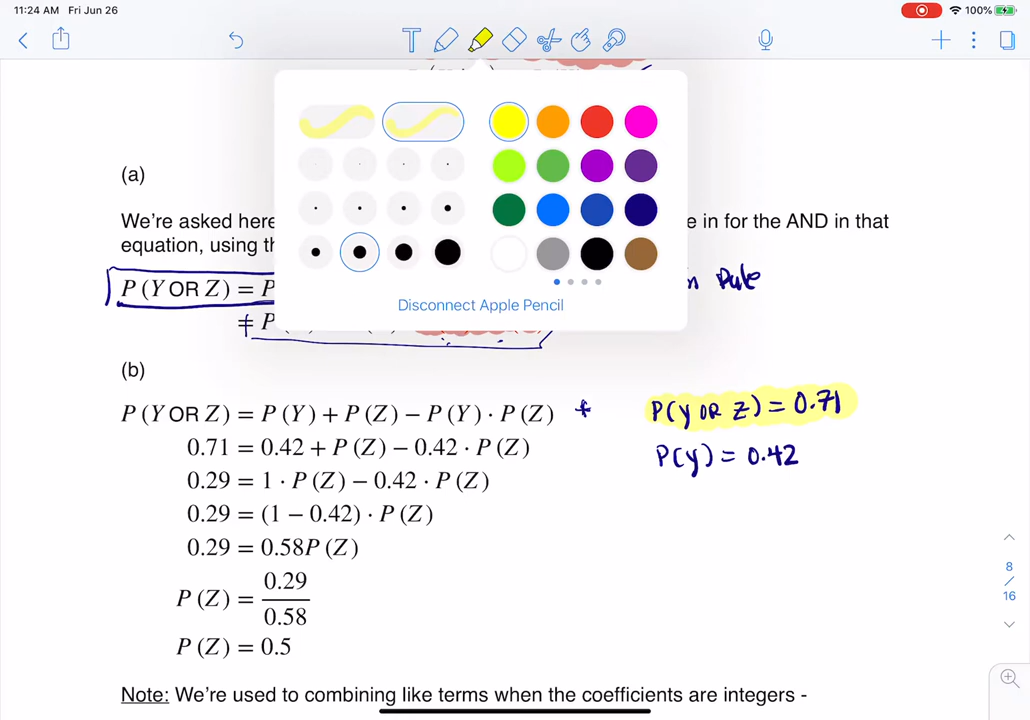 11:24 AM Fri Jun 26
100%
T
(a)
We're asked here
e in for the AND in that
equation, using th
P (Y OR Z) = P
n Rule
= P
Disconnect Apple Pencil
(b)
P (Y OR Z) = P (Y) + P (Z) − P (Y) · P (Z) *
P(Y OR Z) = 0.71
0.71 = 0.42 + P (Z) − 0.42 · P (Z)
P(Y) = 0.42
0.29 = 1 · P (Z) − 0.42 · P (Z)
0.29 = (1 − 0.42) · P (Z)
0.29 = 0.58P (Z)
P (Z) = 0.29 / 0.58
P (Z) = 0.5
8 / 16
Note: We're used to combining like terms when the coefficients are integers -